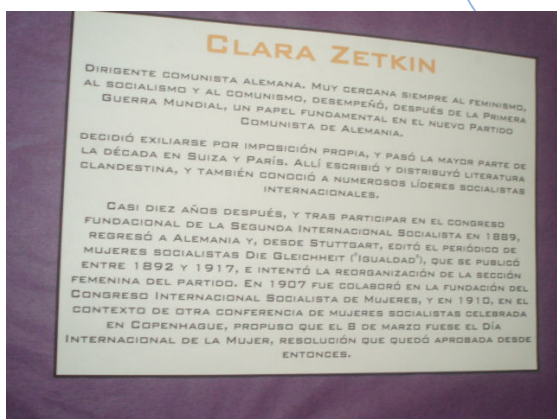 CLARA ZETKIN
DIRIGENTE COMUNISTA ALEMANA. MUY CERCANA SIEMPRE AL FEMINISMO,
AL SOCIALISMO Y AL COMUNISMO, DESEMPEÑÓ, DESPUÉS DE LA PRIMERA
GUERRA MUNDIAL, UN PAPEL FUNDAMENTAL EN EL NUEVO PARTIDO
COMUNISTA DE ALEMANIA.
DECIDIÓ EXILIARSE POR IMPOSICIÓN PROPIA, Y PASÓ LA MAYOR PARTE DE
LA DÉCADA EN SUIZA Y PARÍS. ALLÍ ESCRIBIÓ Y DISTRIBUYÓ LITERATURA
CLANDESTINA, Y TAMBIÉN CONOCIÓ A NUMEROSOS LÍDERES SOCIALISTAS
INTERNACIONALES.
CASI DIEZ AÑOS DESPUÉS, Y TRAS PARTICIPAR EN EL CONGRESO
FUNDACIONAL DE LA SEGUNDA INTERNACIONAL SOCIALISTA EN 1889,
REGRESÓ A ALEMANIA Y, DESDE STUTTGART, EDITÓ EL PERIÓDICO DE
MUJERES SOCIALISTAS DIE GLEICHHEIT ("IGUALDAD"), QUE SE PUBLICÓ
ENTRE 1892 Y 1917, E INTENTÓ LA REORGANIZACIÓN DE LA SECCIÓN
FEMENINA DEL PARTIDO. EN 1907 FUE COLABORÓ EN LA FUNDACIÓN DEL
CONGRESO INTERNACIONAL SOCIALISTA DE MUJERES, Y EN 1910, EN EL
CONTEXTO DE OTRA CONFERENCIA DE MUJERES SOCIALISTAS CELEBRADA
EN COPENHAGUE, PROPUSO QUE EL 8 DE MARZO FUESE EL DÍA
INTERNACIONAL DE LA MUJER, RESOLUCIÓN QUE QUEDÓ APROBADA DESDE
ENTONCES.